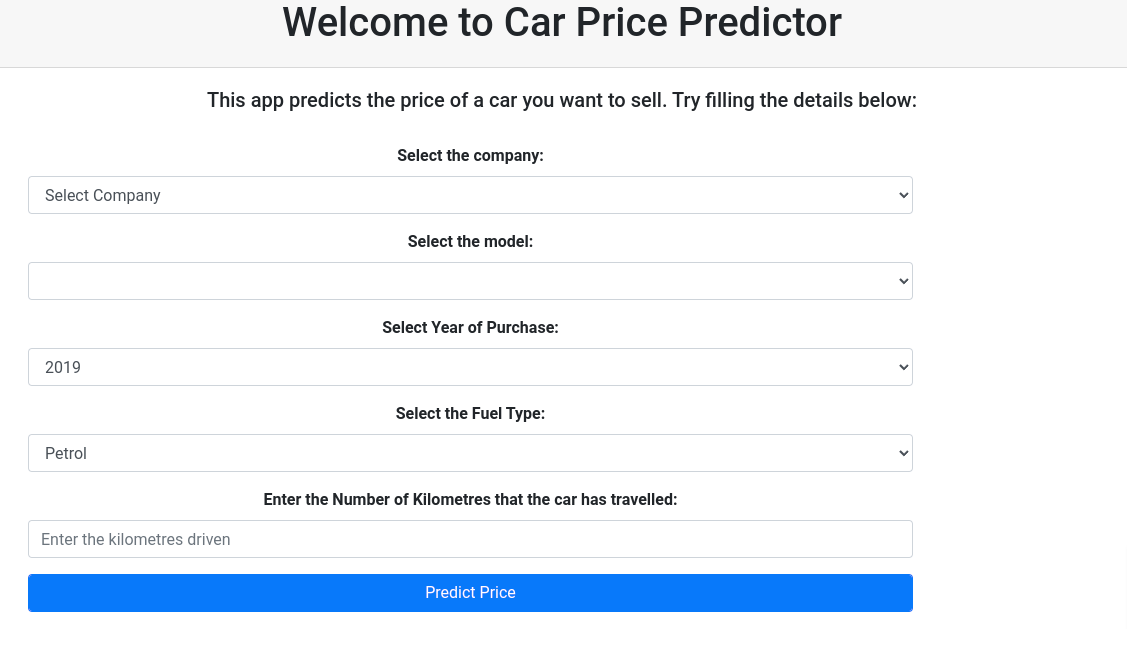 Welcome to Car Price Predictor
This app predicts the price of a car you want to sell. Try filling the details below:
Select the company:
Select Company
Select the model:
Select Year of Purchase:
2019
Select the Fuel Type:
Petrol
Enter the Number of Kilometres that the car has travelled:
Enter the kilometres driven
Predict Price